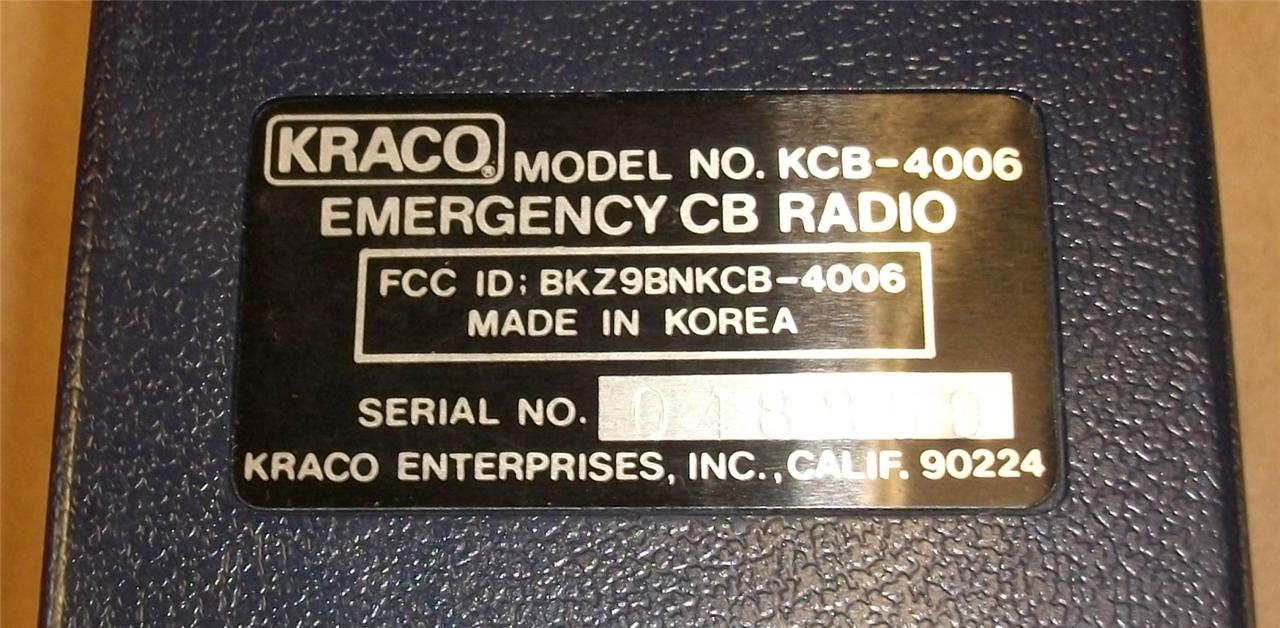 KRACO® MODEL NO. KCB-4006
EMERGENCY CB RADIO
FCC ID; BKZ9BNKCB-4006
MADE IN KOREA
SERIAL NO.
KRACO ENTERPRISES, INC., CALIF. 90224